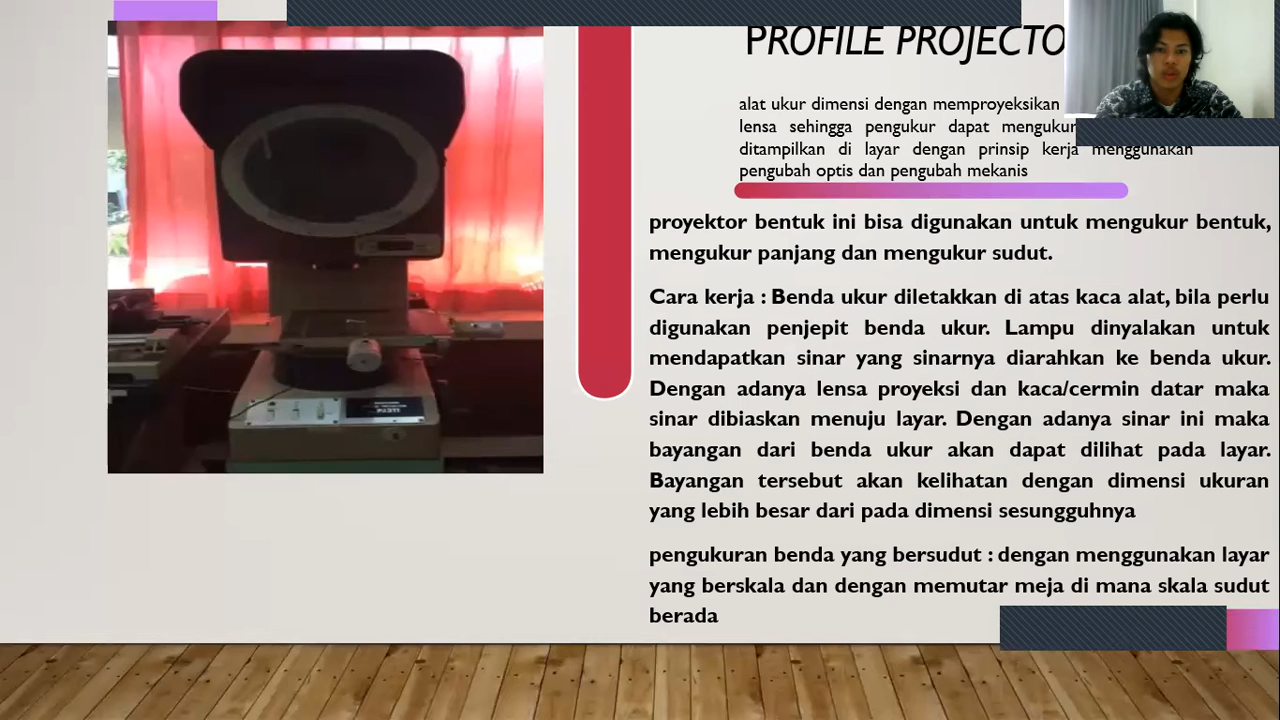 PROFILE PROJECTO
alat ukur dimensi dengan memproyeksikan
lensa sehingga pengukur dapat mengukur
ditampilkan di layar dengan prinsip kerja menggunakan
pengubah optis dan pengubah mekanis
proyektor bentuk ini bisa digunakan untuk mengukur bentuk,
mengukur panjang dan mengukur sudut.
Cara kerja : Benda ukur diletakkan di atas kaca alat, bila perlu
digunakan penjepit benda ukur. Lampu dinyalakan untuk
mendapatkan sinar yang sinarnya diarahkan ke benda ukur.
Dengan adanya lensa proyeksi dan kaca/cermin datar maka
sinar dibiaskan menuju layar. Dengan adanya sinar ini maka
bayangan dari benda ukur akan dapat dilihat pada layar.
Bayangan tersebut akan kelihatan dengan dimensi ukuran
yang lebih besar dari pada dimensi sesungguhnya
pengukuran benda yang bersudut : dengan menggunakan layar
yang berskala dan dengan memutar meja di mana skala sudut
berada